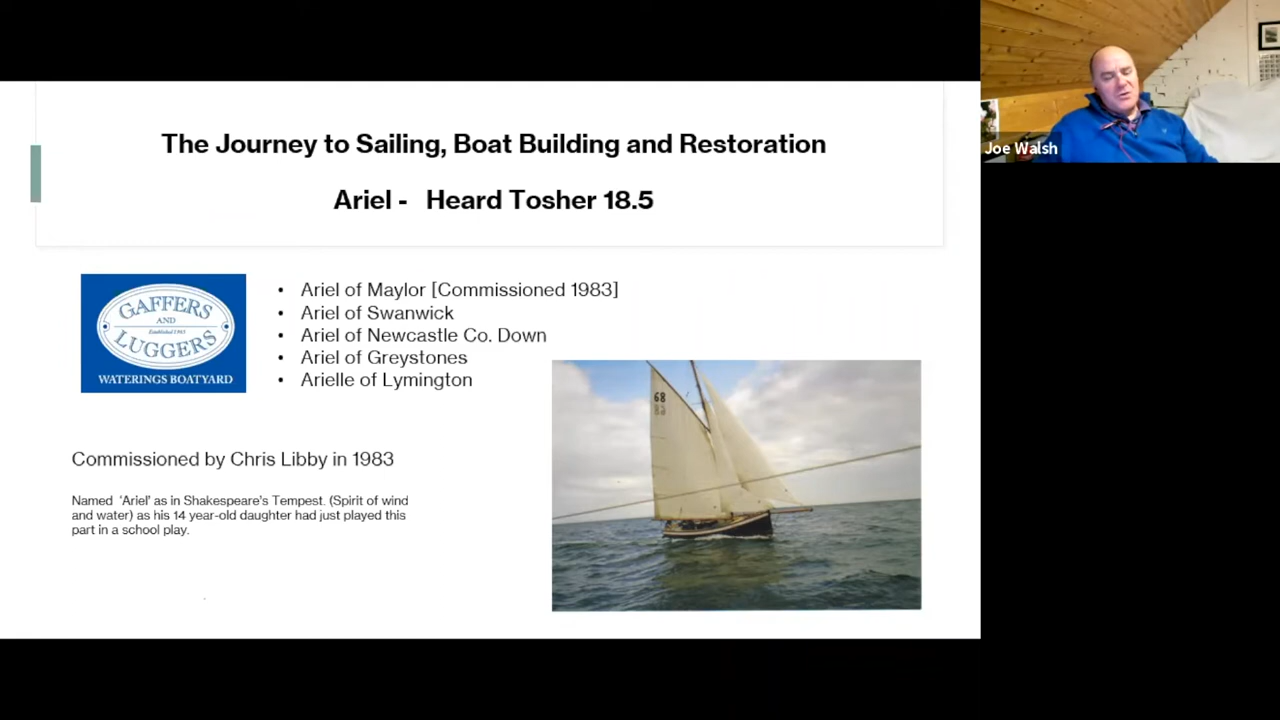 The Journey to Sailing, Boat Building and Restoration
Ariel - Heard Tosher 18.5
Joe Walsh
GAFFERS
AND
Established 1983
LUGGERS
WATERINGS BOATYARD
• Ariel of Maylor [Commissioned 1983]
• Ariel of Swanwick
• Ariel of Newcastle Co. Down
• Ariel of Greystones
• Arielle of Lymington
68
Commissioned by Chris Libby in 1983
Named 'Ariel' as in Shakespeare's Tempest. (Spirit of wind
and water) as his 14 year-old daughter had just played this
part in a school play.